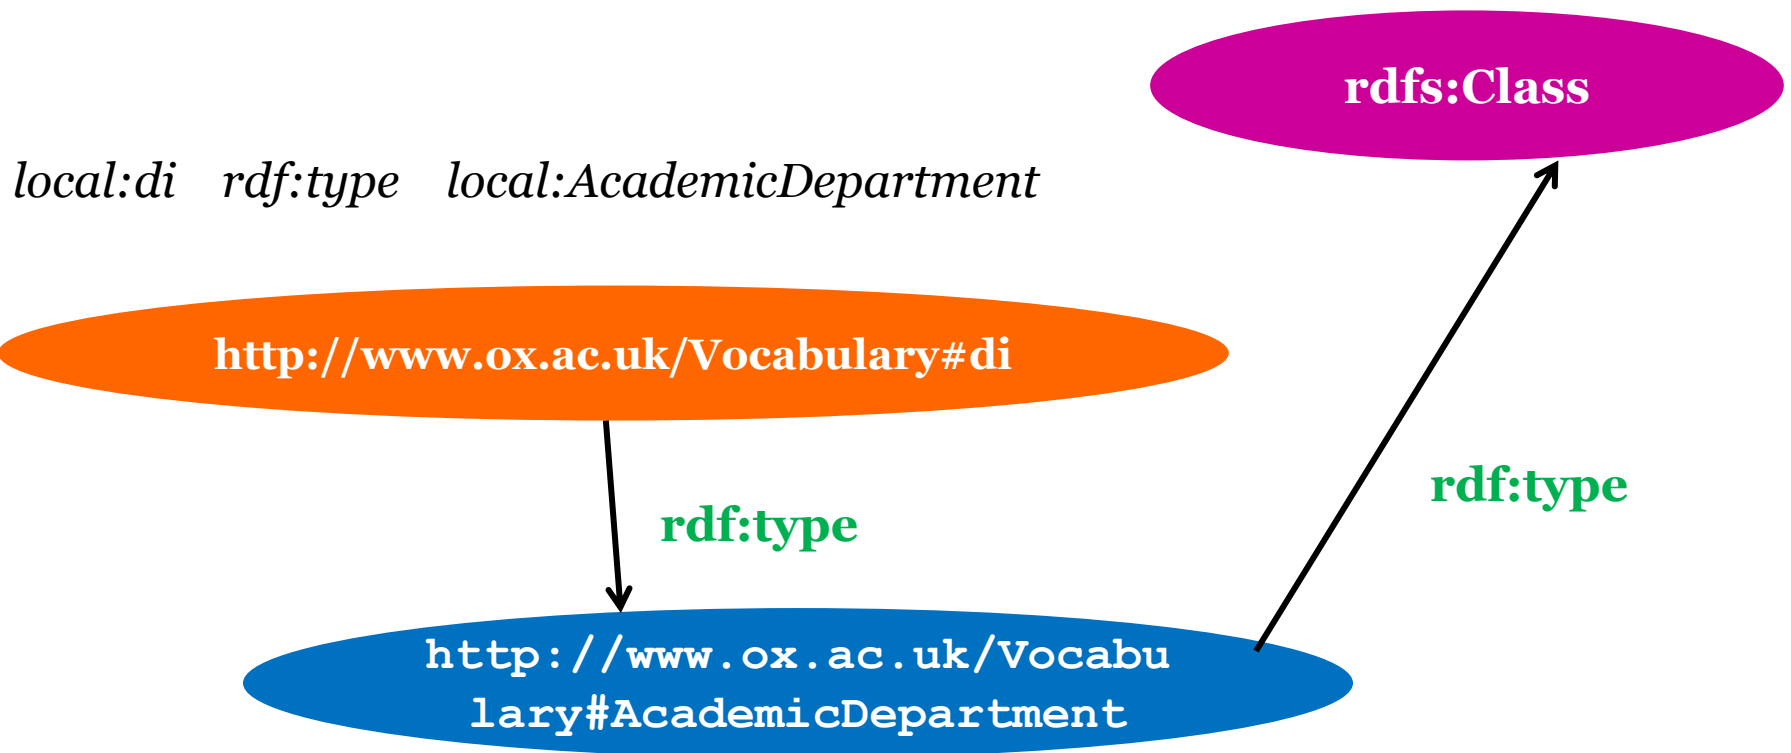 rdfs:Class
local:di rdf:type local:AcademicDepartment
http://www.ox.ac.uk/Vocabulary#di
rdf:type
rdf:type
http://www.ox.ac.uk/Vocabu
lary#AcademicDepartment